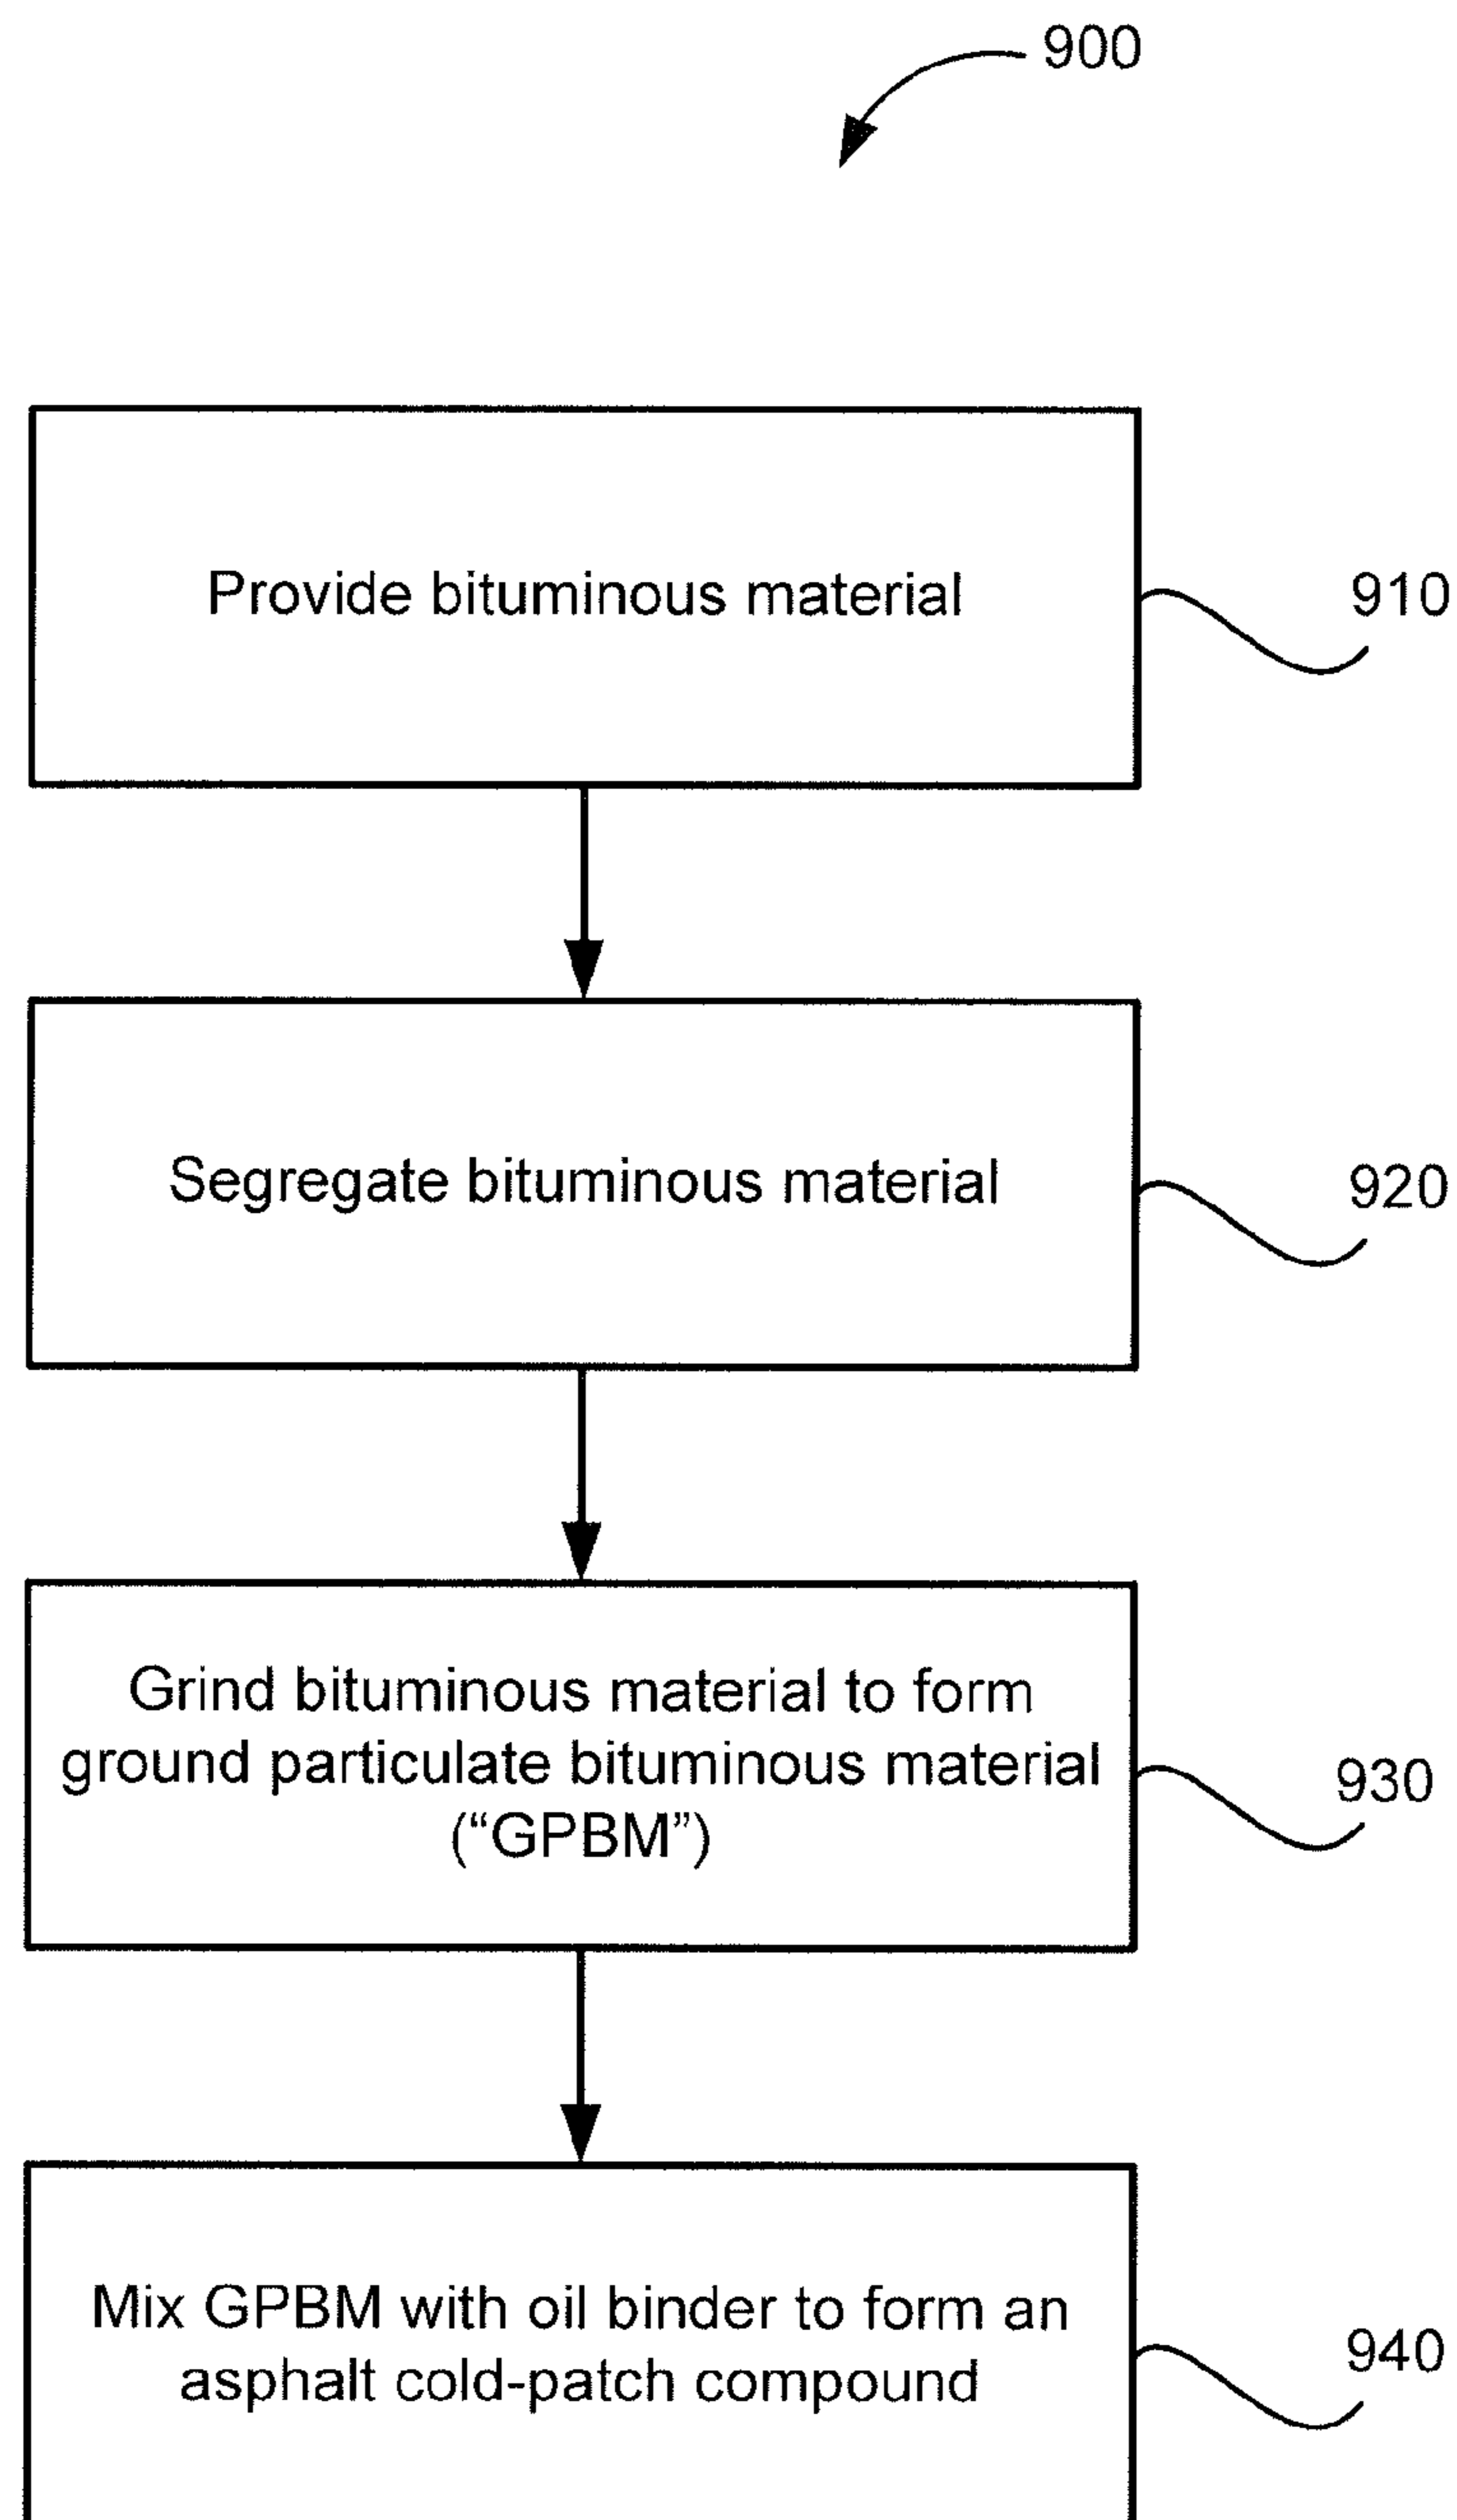 900
Provide bituminous material
910
Segregate bituminous material
920
Grind bituminous material to form
ground particulate bituminous material
(“GPBM”)
930
Mix GPBM with oil binder to form an
asphalt cold-patch compound
940